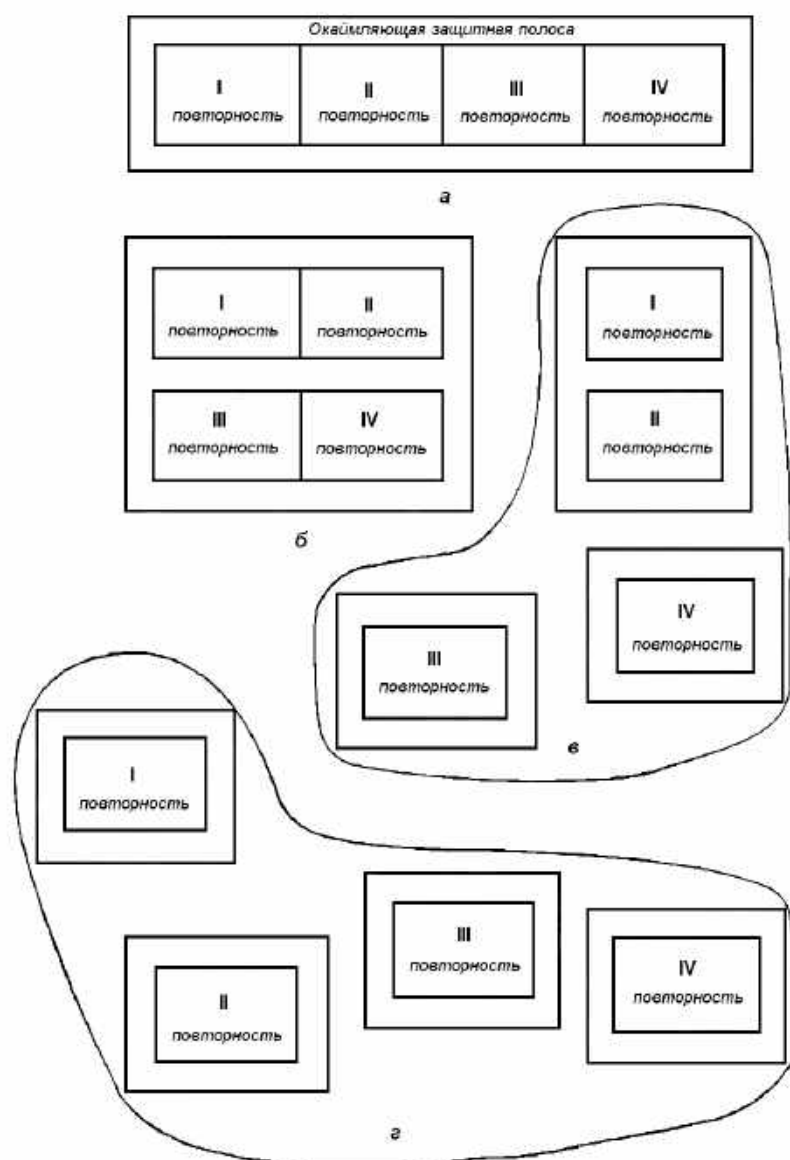 Окаймляющая защитная полоса
I II III IV
повторность повторность повторность повторность
а
I II
повторность повторность
III IV
повторность повторность
б
I
повторность
II
повторность
III
повторность
IV
повторность
в
I
повторность
II
повторность
III
повторность
IV
повторность
г